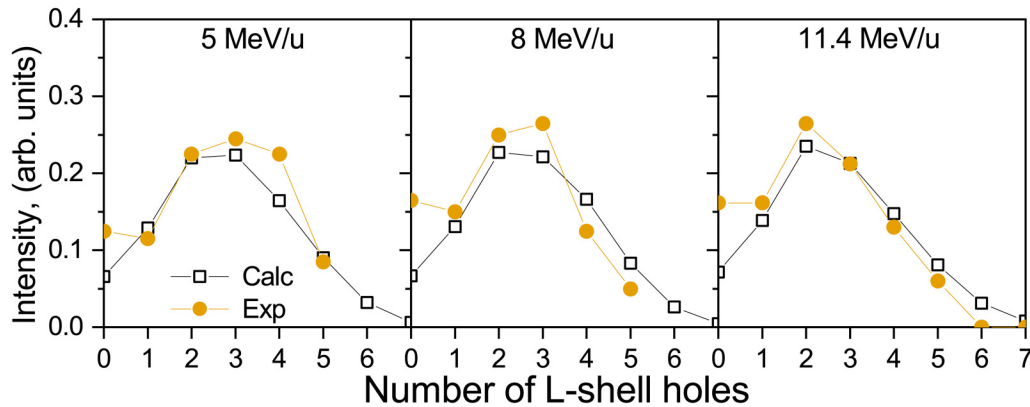 5 MeV/u 8 MeV/u 11.4 MeV/u
Intensity, (arb. units)
0.4
0.3
0.2
0.1
0.0
Calc
Exp
0 1 2 3 4 5 6 0 1 2 3 4 5 6 0 1 2 3 4 5 6 7
Number of L-shell holes